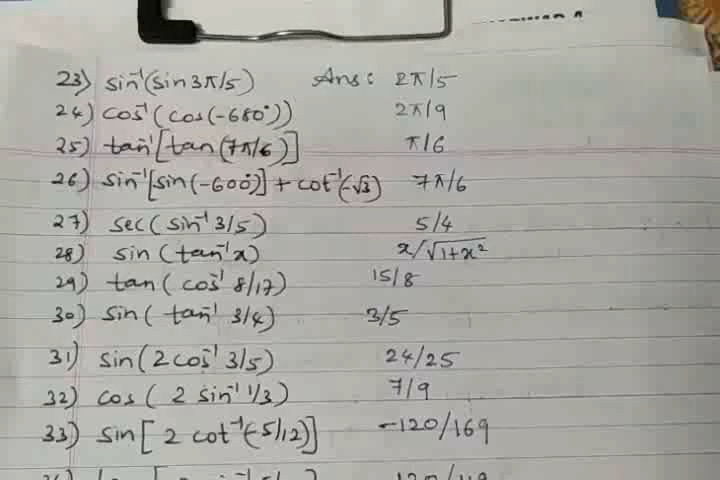 23) sin⁻¹(sin 3π/5) Ans: 2π/5
24) cos⁻¹(cos(-680°)) 2π/9
25) tan⁻¹[tan(7π/6)] π/6
26) sin⁻¹[sin(-600°)] + cot⁻¹(-√3) 7π/6
27) sec(sin⁻¹ 3/5) 5/4
28) sin(tan⁻¹x) x/√1+x²
29) tan(cos⁻¹ 8/17) 15/8
30) sin(tan⁻¹ 3/4) 3/5
31) sin(2 cos⁻¹ 3/5) 24/25
32) cos(2 sin⁻¹ 1/3) 7/9
33) sin[2 cot⁻¹(-5/12)] -120/169